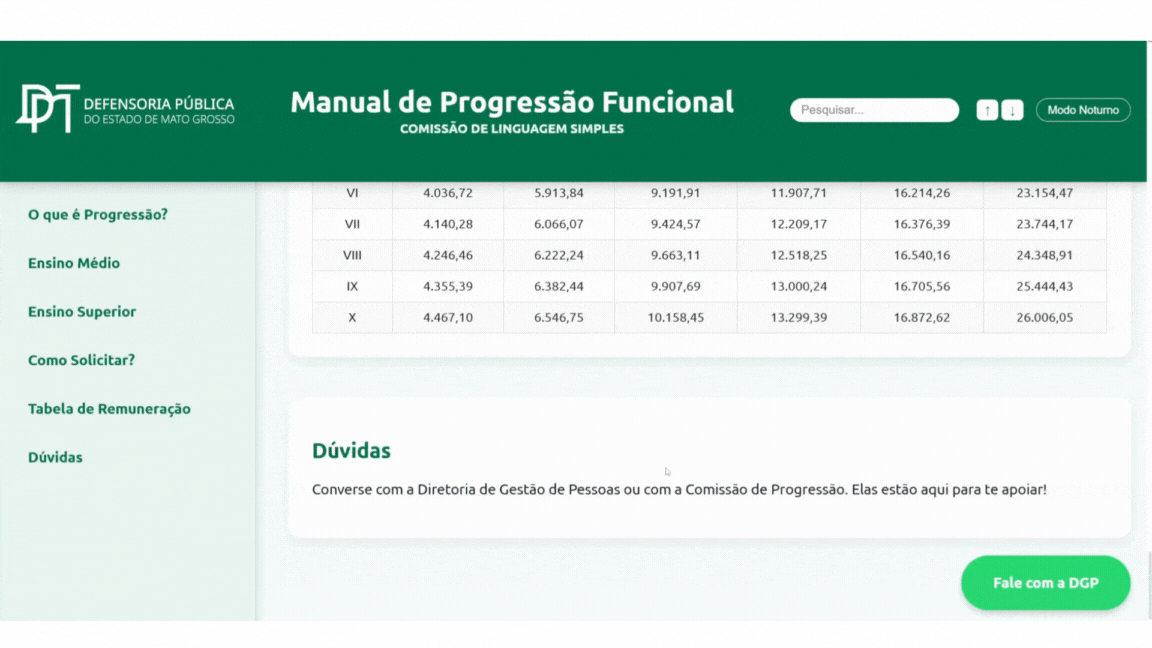 DEFENSORIA PÚBLICA
DO ESTADO DE MATO GROSSO
Manual de Progressão Funcional
COMISSÃO DE LINGUAGEM SIMPLES
Pesquisar...
↑ ↓
Modo Noturno
O que é Progressão?
Ensino Médio
Ensino Superior
Como Solicitar?
Tabela de Remuneração
Dúvidas
VI 4.036,72 5.913,84 9.191,91 11.907,71 16.214,26 23.154,47
VII 4.140,28 6.066,07 9.424,57 12.209,17 16.376,39 23.744,17
VIII 4.246,46 6.222,24 9.663,11 12.518,25 16.540,16 24.348,91
IX 4.355,39 6.382,44 9.907,69 13.000,24 16.705,56 25.444,43
X 4.467,10 6.546,75 10.158,45 13.299,39 16.872,62 26.006,05
Dúvidas
Converse com a Diretoria de Gestão de Pessoas ou com a Comissão de Progressão. Elas estão aqui para te apoiar!
Fale com a DGP